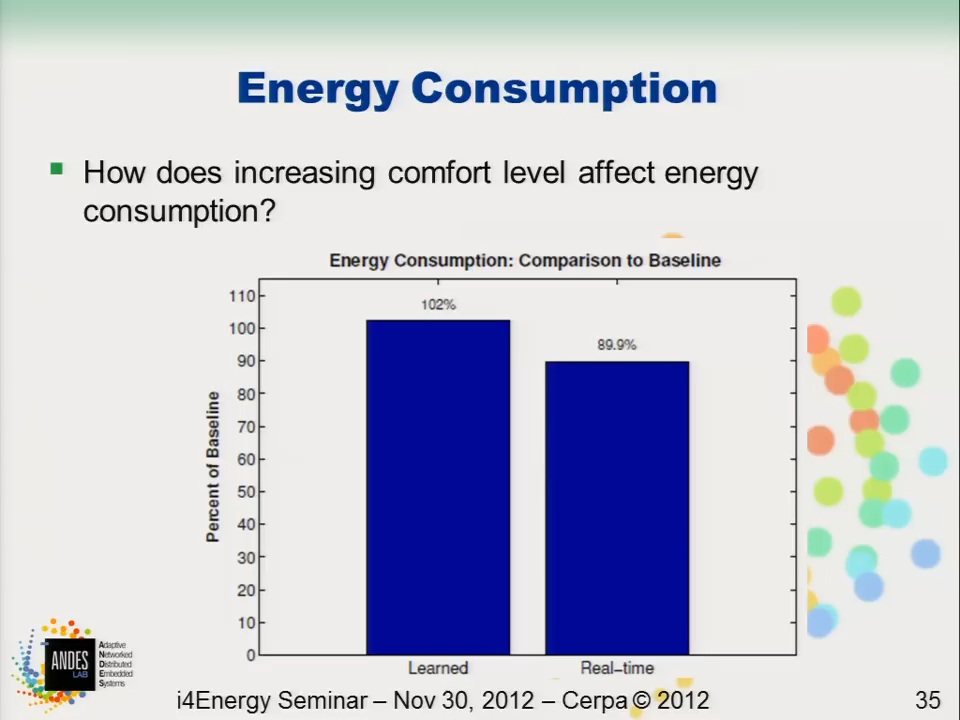 Energy Consumption
How does increasing comfort level affect energy
consumption?
Energy Consumption: Comparison to Baseline
110
100
90
80
70
60
50
40
30
20
10
0
Percent of Baseline
102%
89.9%
Learned
Real-time
ANDES
LAB
Adaptive
Networked
Distributed
Embedded
Systems
i4Energy Seminar – Nov 30, 2012 – Cerpa © 2012
35